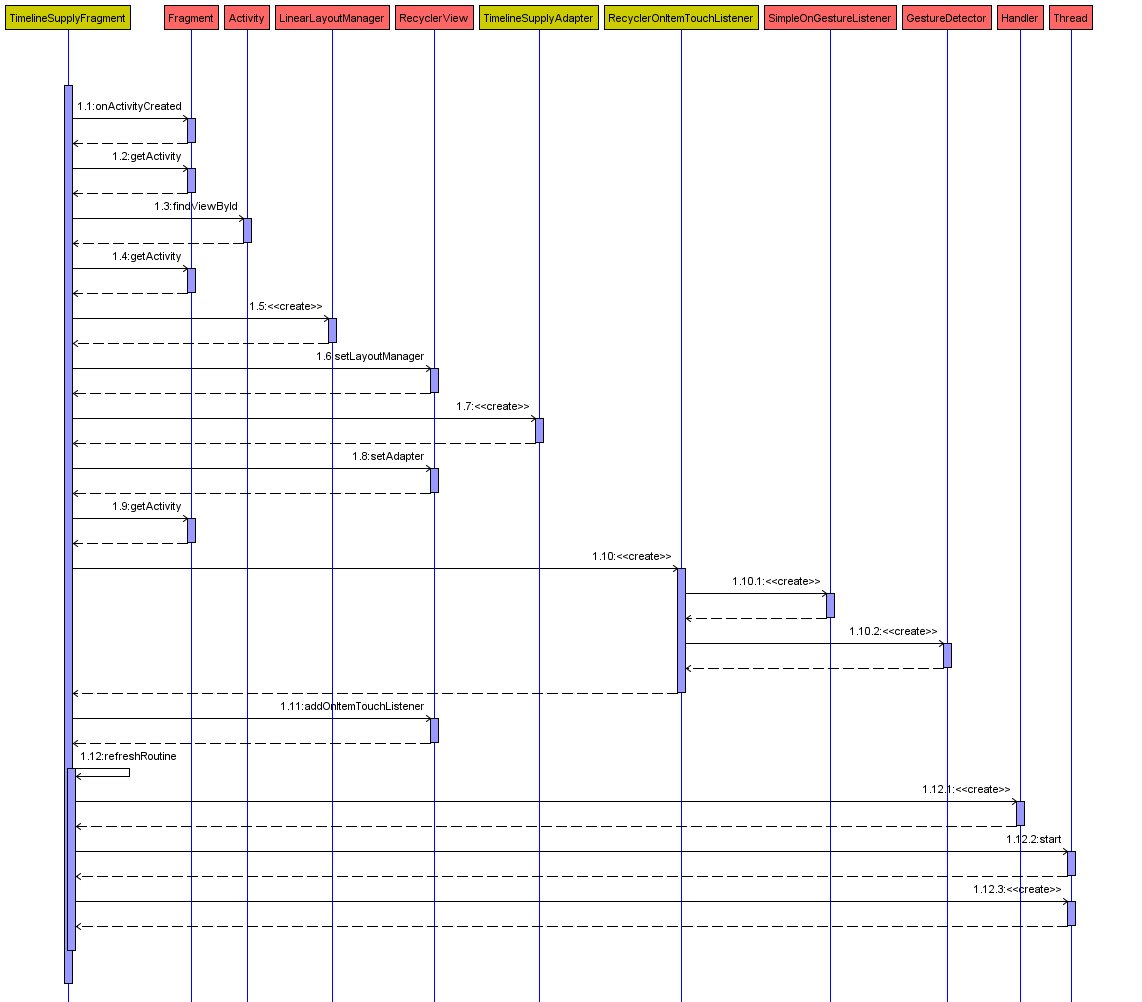 TimelineSupplyFragment Fragment Activity LinearLayoutManager RecyclerView TimelineSupplyAdapter RecyclerOnItemTouchListener SimpleOnGestureListener GestureDetector Handler Thread
1.1:onActivityCreated
1.2:getActivity
1.3:findViewById
1.4:getActivity
1.5:<<create>>
1.6:setLayoutManager
1.7:<<create>>
1.8:setAdapter
1.9:getActivity
1.10:<<create>>
1.10.1:<<create>>
1.10.2:<<create>>
1.11:addOnItemTouchListener
1.12:refreshRoutine
1.12.1:<<create>>
1.12.2:start
1.12.3:<<create>>